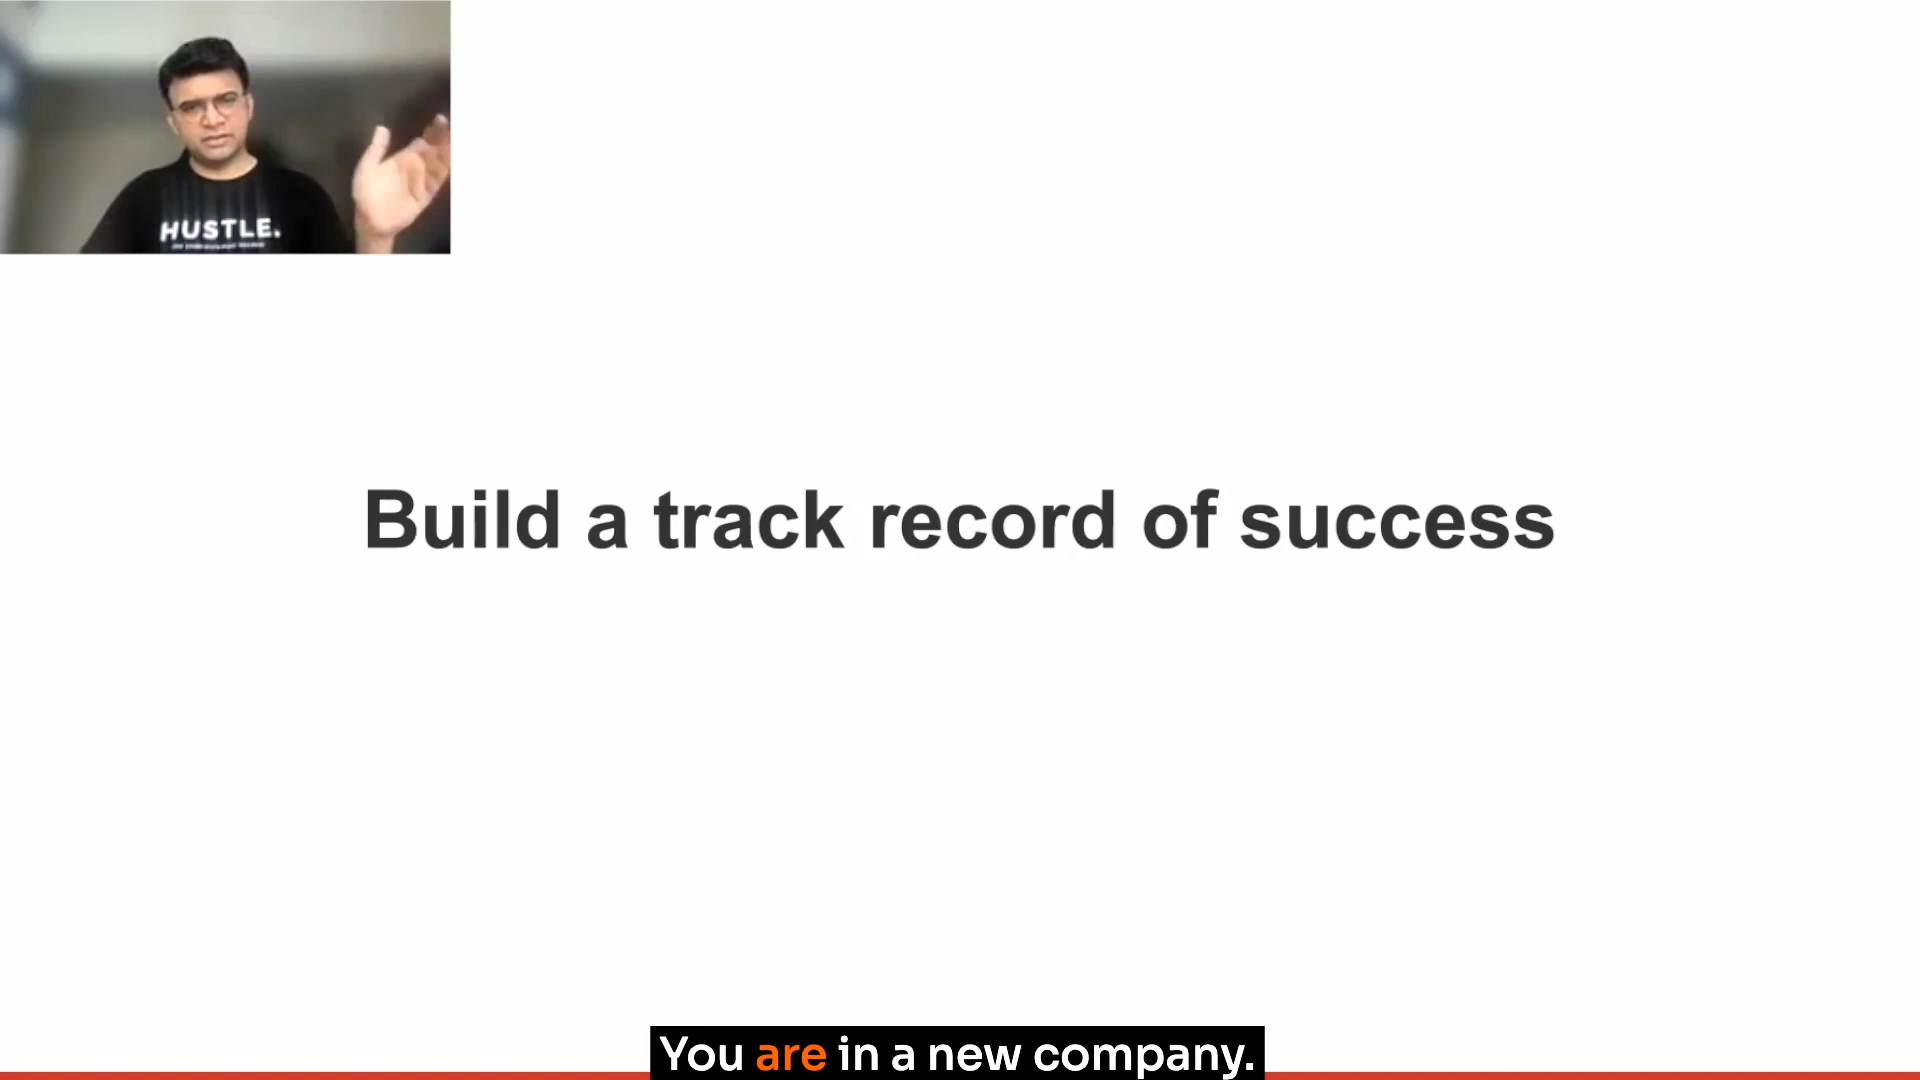 HUSTLE.
Build a track record of success
You are in a new company.